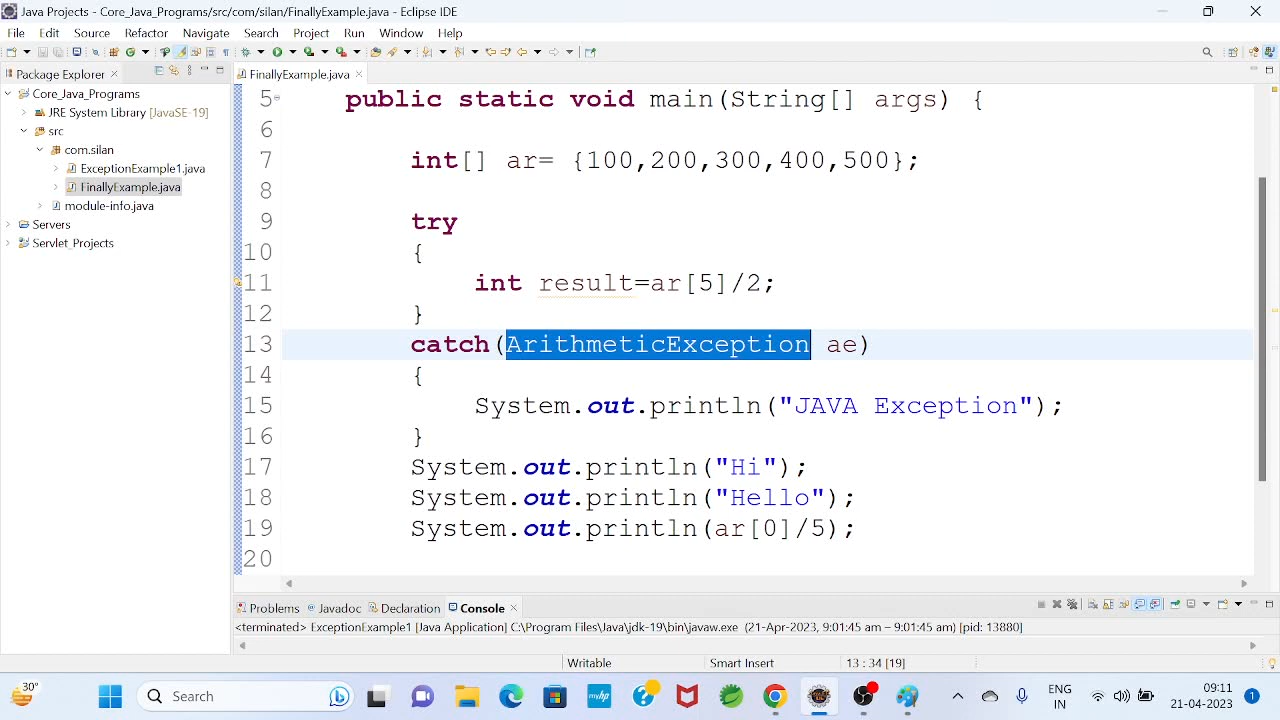 Java Projects - Core_Java_Programs/src/com/silan/FinallyExample.java - Eclipse IDE
File Edit Source Refactor Navigate Search Project Run Window Help
Package Explorer
FinallyExample.java
Core_Java_Programs
JRE System Library [JavaSE-19]
src
com.silan
ExceptionExample1.java
FinallyExample.java
module-info.java
Servers
Servlet_Projects
5 public static void main(String[] args) {
6
7 int[] ar= {100,200,300,400,500};
8
9 try
10 {
11 int result=ar[5]/2;
12 }
13 catch(ArithmeticException ae)
14 {
15 System.out.println("JAVA Exception");
16 }
17 System.out.println("Hi");
18 System.out.println("Hello");
19 System.out.println(ar[0]/5);
20
Problems Javadoc Declaration Console
<terminated> ExceptionExample1 [Java Application] C:\Program Files\Java\jdk-19\bin\javaw.exe (21-Apr-2023, 9:01:45 am – 9:01:45 am) [pid: 13880]
Writable Smart Insert 13 : 34 [19]
30°
Search
myhp
ENG
IN
09:11
21-04-2023
1